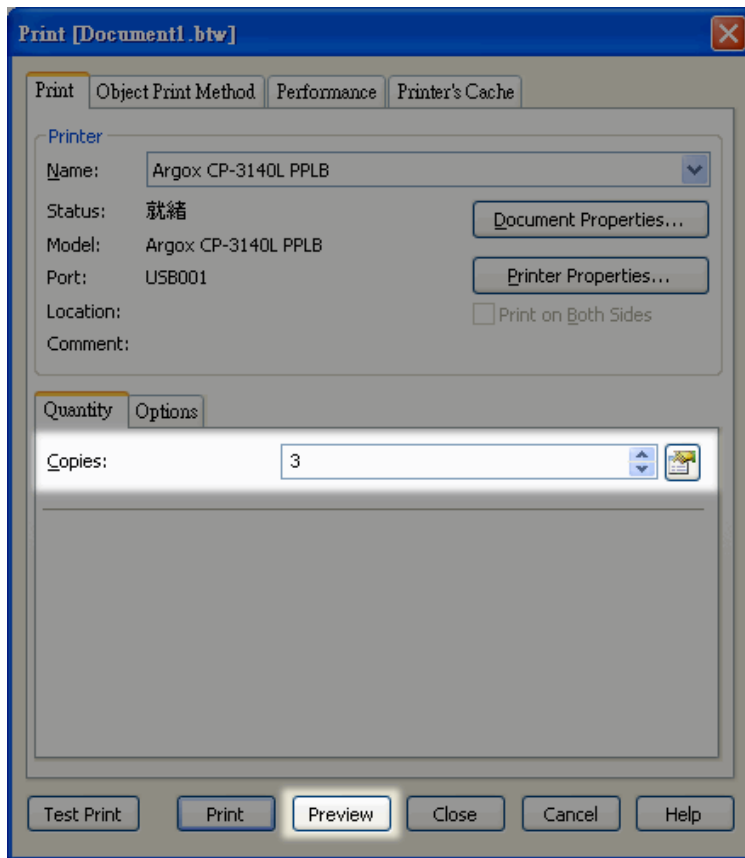 Print [Document1.btw]
Print Object Print Method Performance Printer's Cache
Printer
Name: Argox CP-3140L PPLB
Status: 就緒 Document Properties...
Model: Argox CP-3140L PPLB
Port: USB001 Printer Properties...
Location: Print on Both Sides
Comment:
Quantity Options
Copies: 3
Test Print Print Preview Close Cancel Help